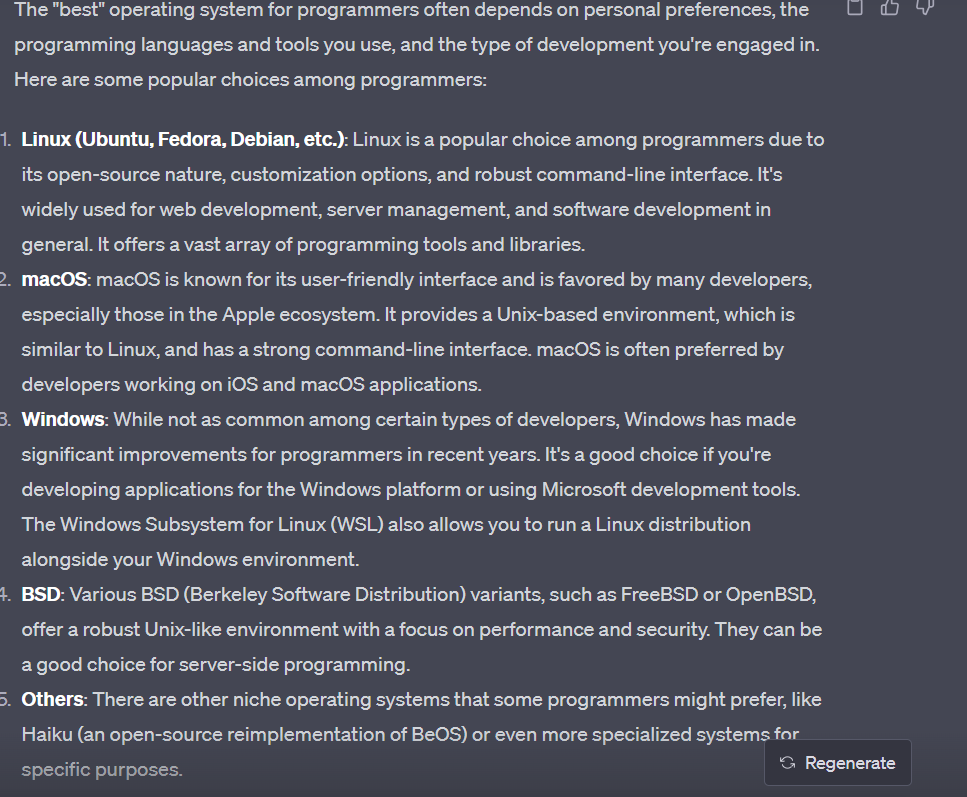 The "best" operating system for programmers often depends on personal preferences, the
programming languages and tools you use, and the type of development you're engaged in.
Here are some popular choices among programmers:
1. Linux (Ubuntu, Fedora, Debian, etc.): Linux is a popular choice among programmers due to
its open-source nature, customization options, and robust command-line interface. It's
widely used for web development, server management, and software development in
general. It offers a vast array of programming tools and libraries.
2. macOS: macOS is known for its user-friendly interface and is favored by many developers,
especially those in the Apple ecosystem. It provides a Unix-based environment, which is
similar to Linux, and has a strong command-line interface. macOS is often preferred by
developers working on iOS and macOS applications.
3. Windows: While not as common among certain types of developers, Windows has made
significant improvements for programmers in recent years. It's a good choice if you're
developing applications for the Windows platform or using Microsoft development tools.
The Windows Subsystem for Linux (WSL) also allows you to run a Linux distribution
alongside your Windows environment.
4. BSD: Various BSD (Berkeley Software Distribution) variants, such as FreeBSD or OpenBSD,
offer a robust Unix-like environment with a focus on performance and security. They can be
a good choice for server-side programming.
5. Others: There are other niche operating systems that some programmers might prefer, like
Haiku (an open-source reimplementation of BeOS) or even more specialized systems for
specific purposes.
Regenerate